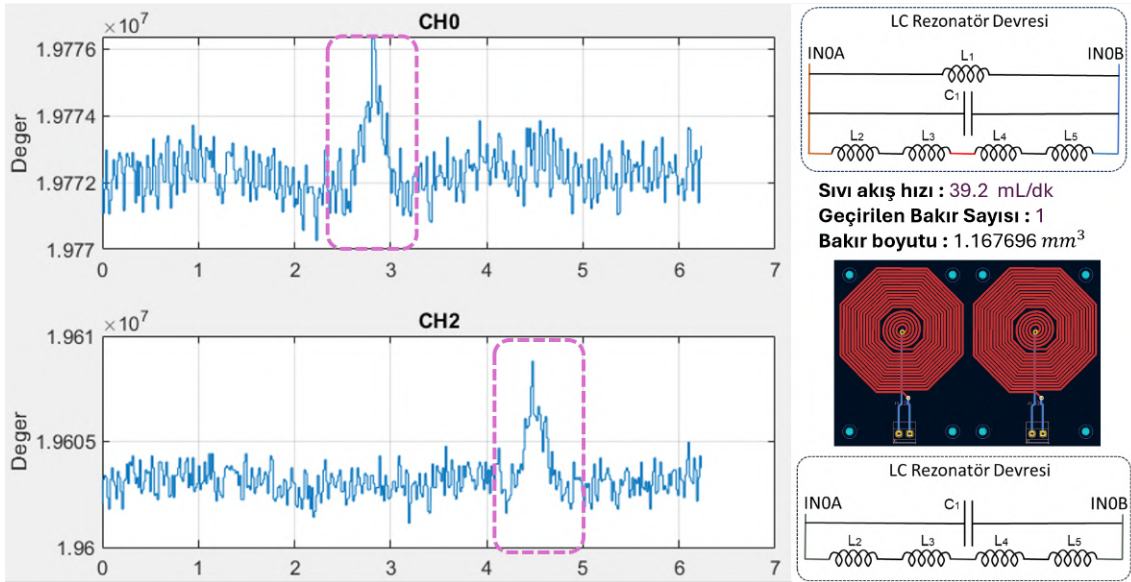 CH0
×10^7
1.9776
1.9774
1.9772
1.977
Deger
0 1 2 3 4 5 6 7
CH2
×10^7
1.961
1.9605
1.96
Deger
0 1 2 3 4 5 6 7
LC Rezonatör Devresi
IN0A IN0B
L1
C1
L2 L3 L4 L5
Sıvı akış hızı : 39.2 mL/dk
Geçirilen Bakır Sayısı : 1
Bakır boyutu : 1.167696 mm³
LC Rezonatör Devresi
IN0A IN0B
C1
L2 L3 L4 L5